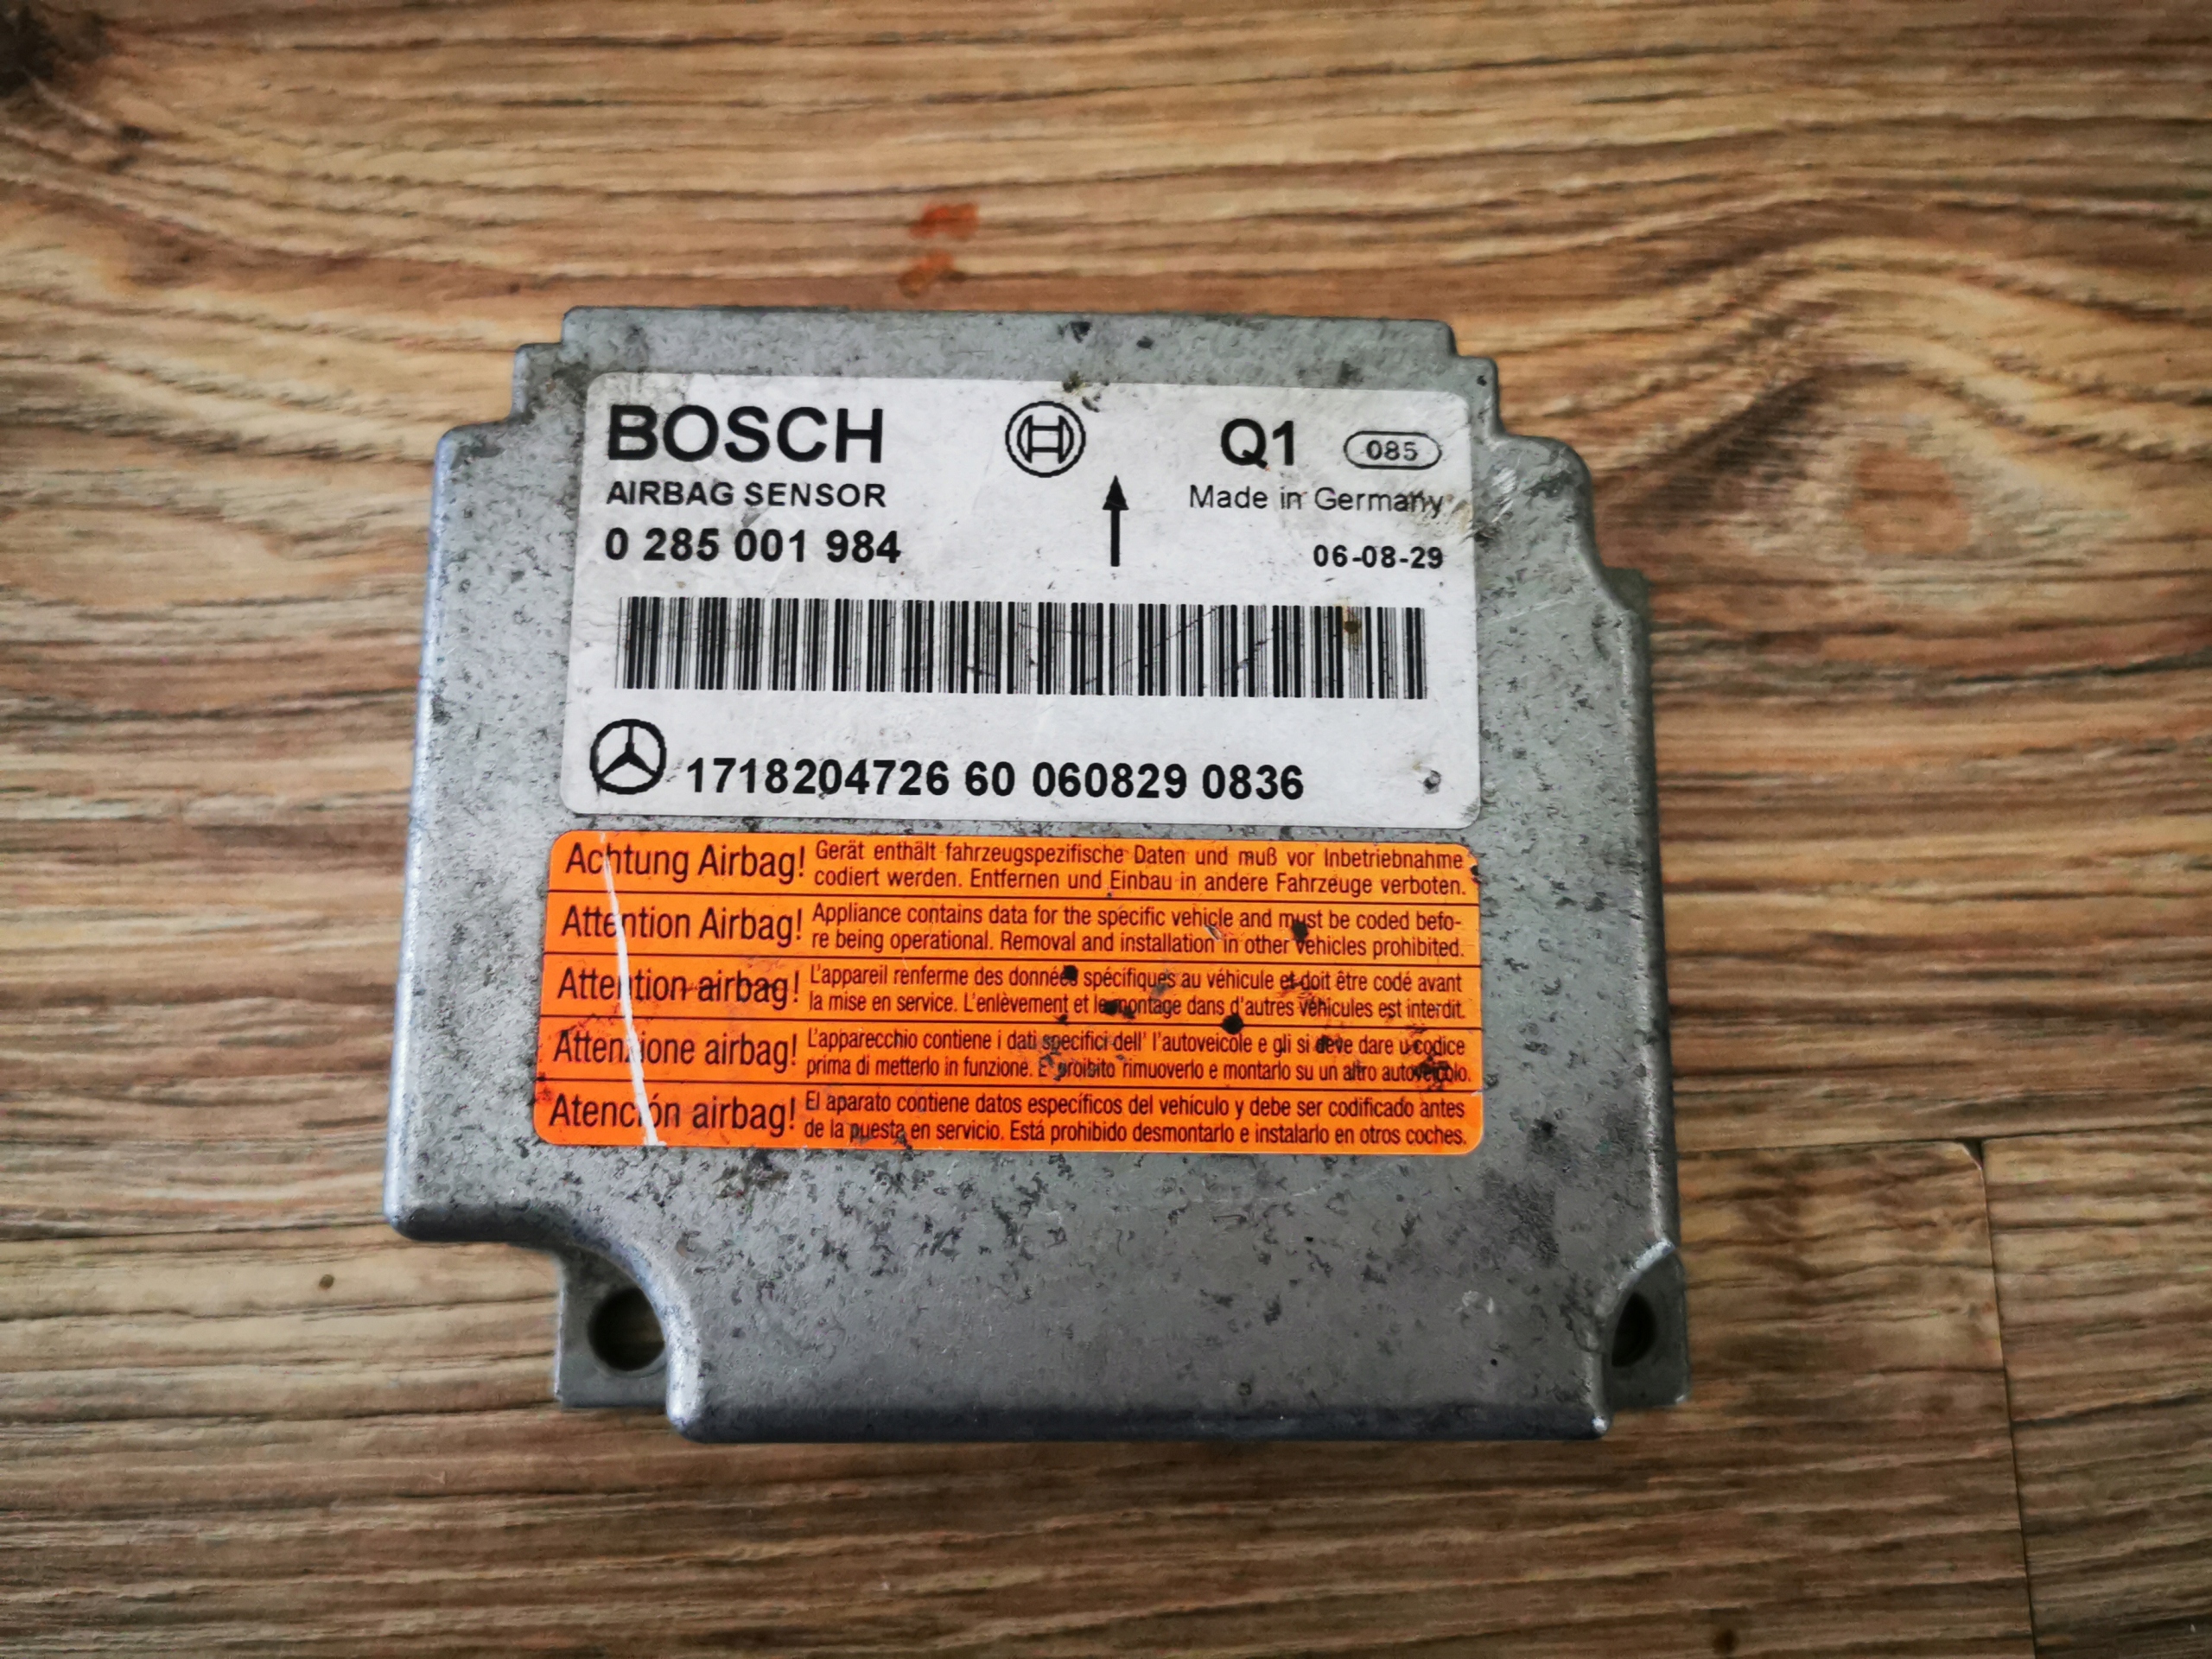 BOSCH Q1 085
AIRBAG SENSOR Made in Germany
0 285 001 984 06-08-29
1718204726 60 060829 0836
Achtung Airbag! Gerät enthält fahrzeugspezifische Daten und muß vor Inbetriebnahme
codiert werden. Entfernen und Einbau in andere Fahrzeuge verboten.
Attention Airbag! Appliance contains data for the specific vehicle and must be coded befo-
re being operational. Removal and installation in other vehicles prohibited.
Attention airbag! L'appareil renferme des données spécifiques au véhicule et doit être codé avant
la mise en service. L'enlèvement et le montage dans d'autres véhicules est interdit.
Attenzione airbag! L'apparecchio contiene i dati specifici dell' l'autoveicole e gli si deve dare u codice
prima di metterlo in funzione. E' proibito rimuoverlo e montarlo su un altro autoveicolo.
Atención airbag! El aparato contiene datos específicos del vehículo y debe ser codificado antes
de la puesta en servicio. Está prohibido desmontarlo e instalarlo en otros coches.